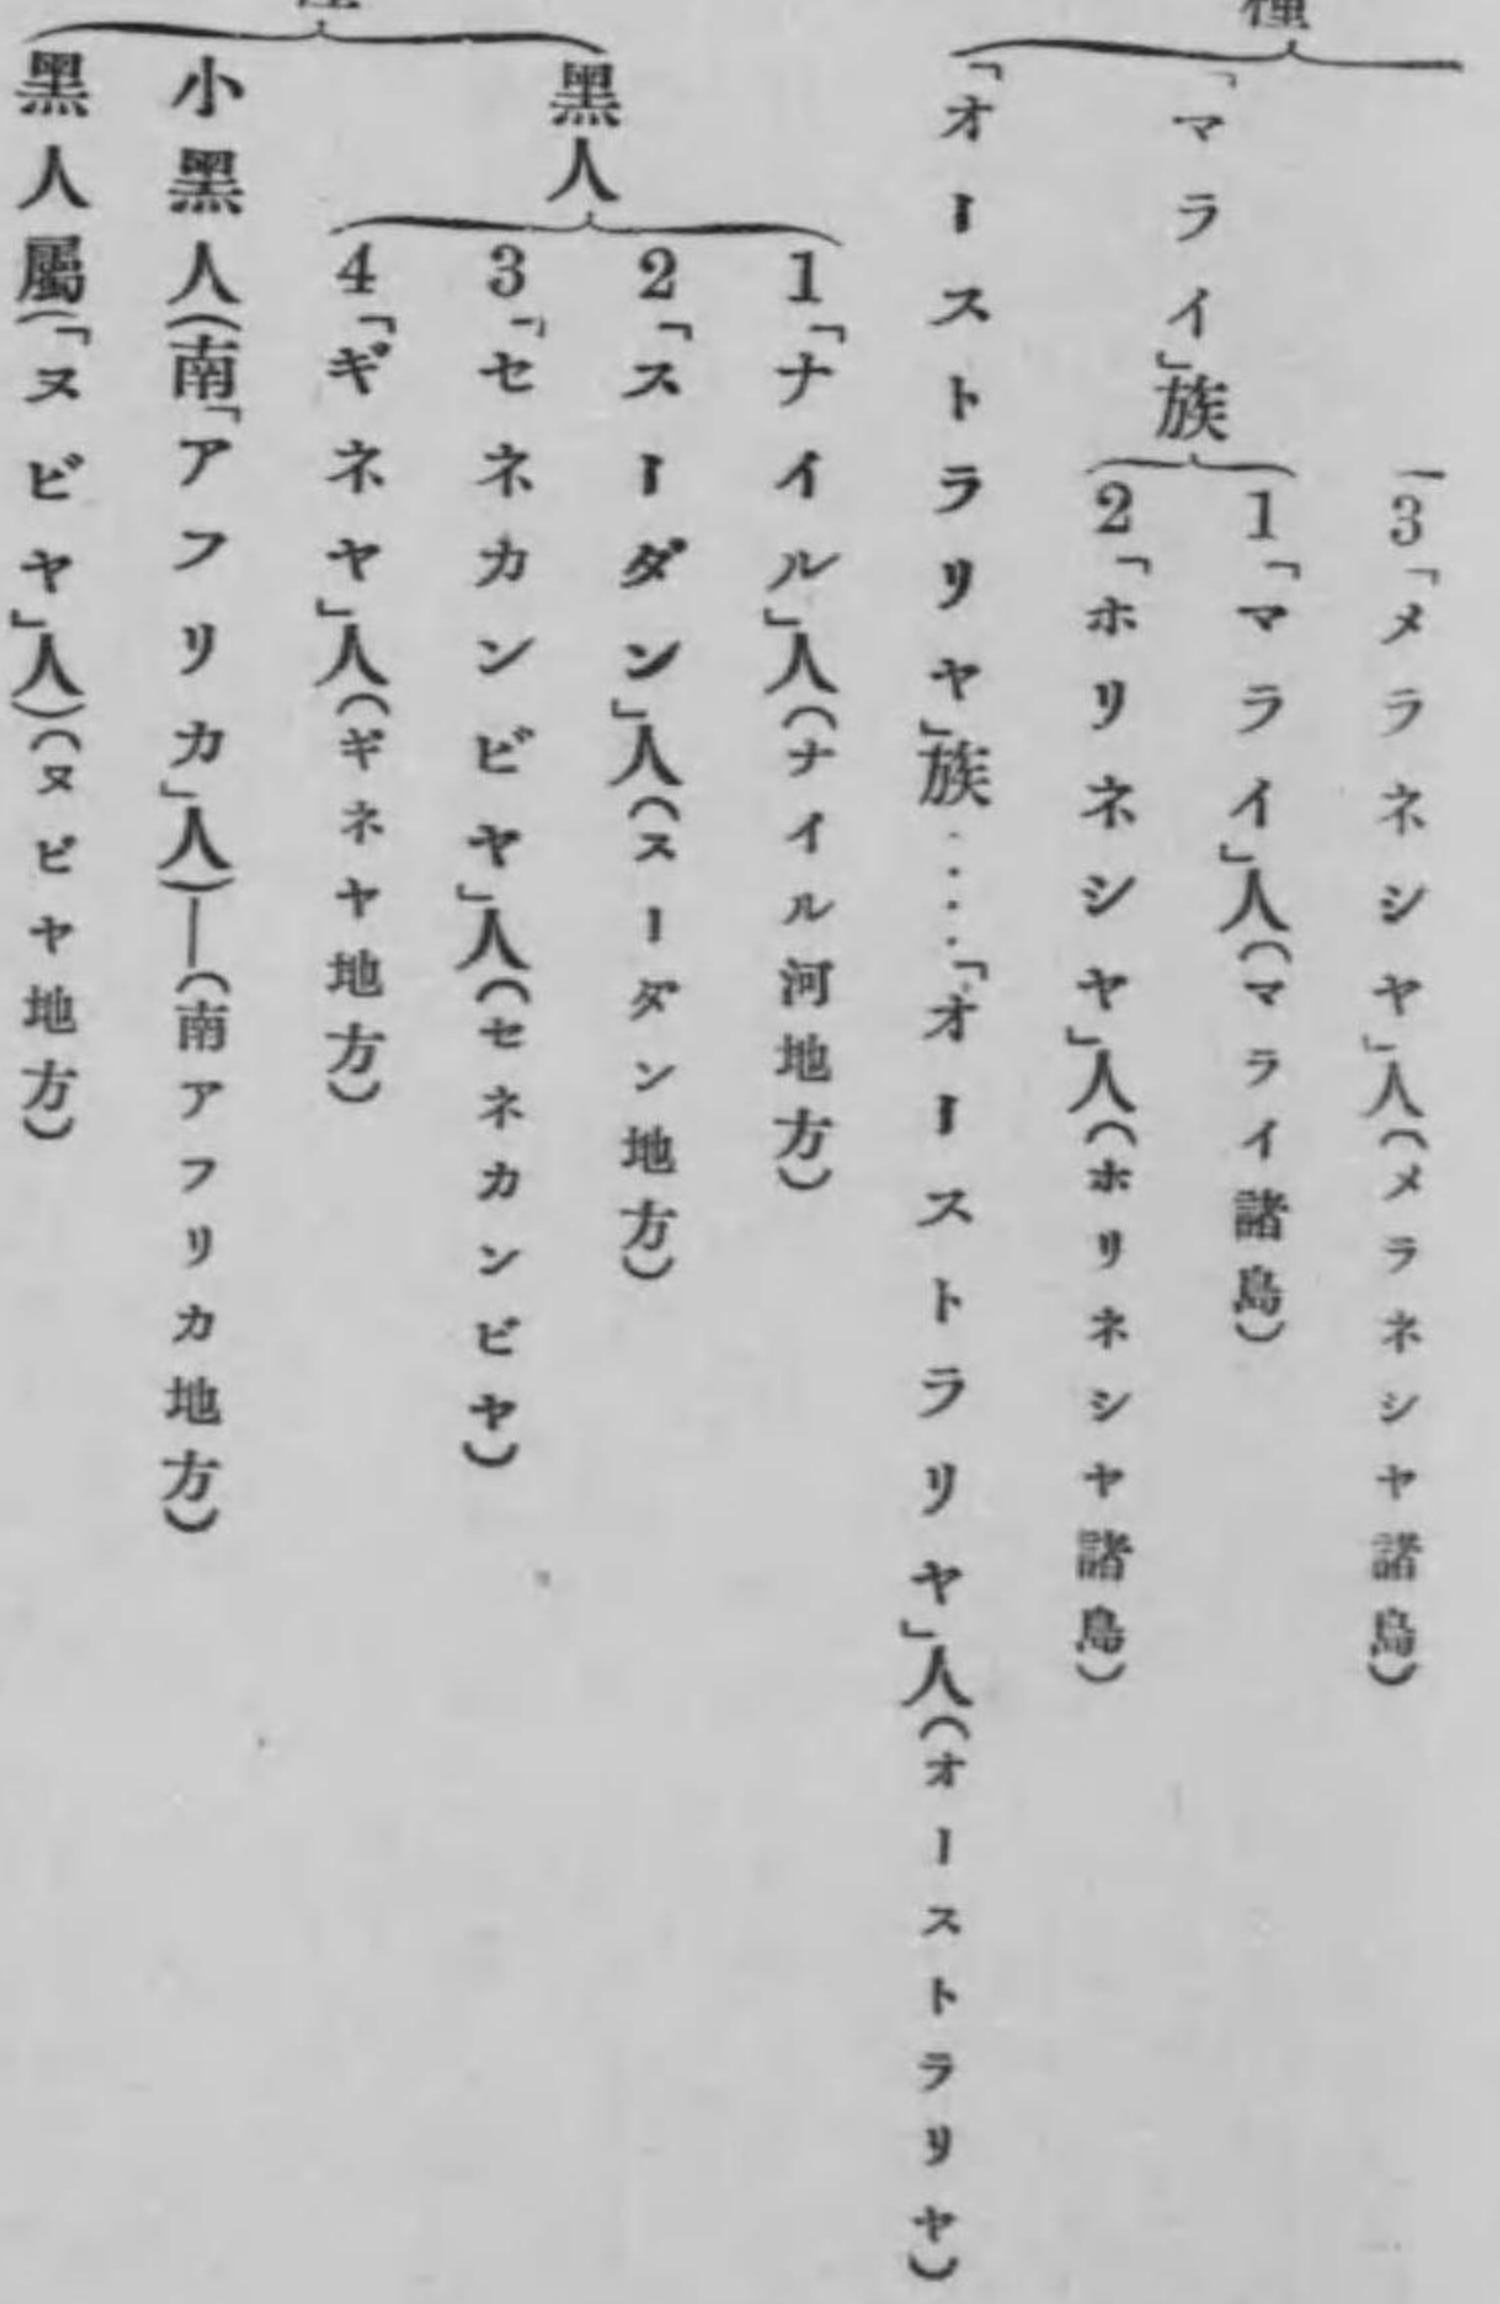 種
3「メラネシヤ」人(メラネシヤ諸島)
「マライ」族
1「マライ」人(マライ諸島)
2「ホリネシヤ」人(ホリネシヤ諸島)
「オーストラリヤ」族....「オーストラリヤ」人(オーストラリヤ)
黑人
1「ナイル」人(ナイル河地方)
2「スーダン」人(スーダン地方)
3「セネカンビヤ」人(セネカンビヤ)
4「ギネヤ」人(ギネヤ地方)
小黑人(南「アフリカ」人)—(南アフリカ地方)
黑人屬(「ヌビヤ」人)(ヌビヤ地方)